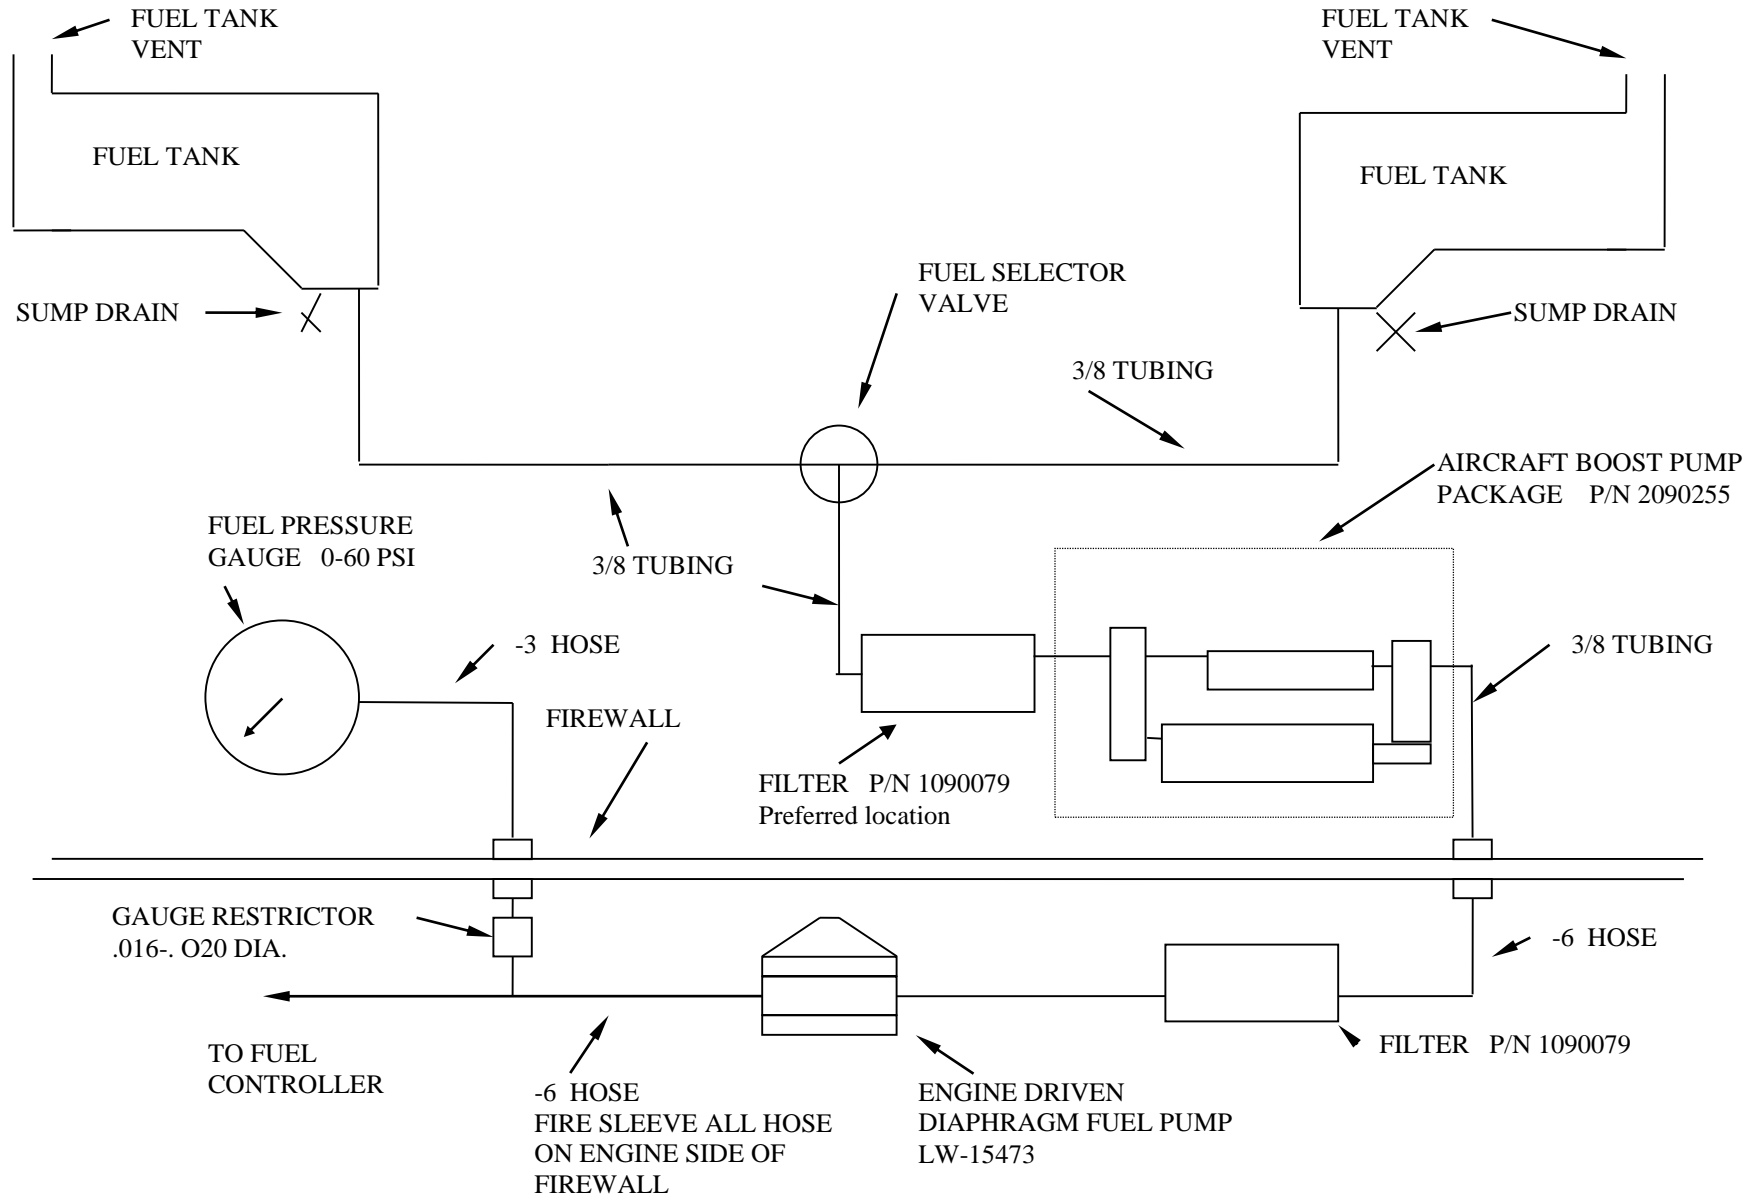 FUEL TANK
VENT
FUEL TANK
VENT
FUEL TANK
FUEL TANK
SUMP DRAIN
FUEL SELECTOR
VALVE
SUMP DRAIN
3/8 TUBING
AIRCRAFT BOOST PUMP
PACKAGE P/N 2090255
FUEL PRESSURE
GAUGE 0-60 PSI
3/8 TUBING
-3 HOSE
3/8 TUBING
FIREWALL
FILTER P/N 1090079
Preferred location
GAUGE RESTRICTOR
.016-. O20 DIA.
-6 HOSE
TO FUEL
CONTROLLER
FILTER P/N 1090079
-6 HOSE
FIRE SLEEVE ALL HOSE
ON ENGINE SIDE OF
FIREWALL
ENGINE DRIVEN
DIAPHRAGM FUEL PUMP
LW-15473